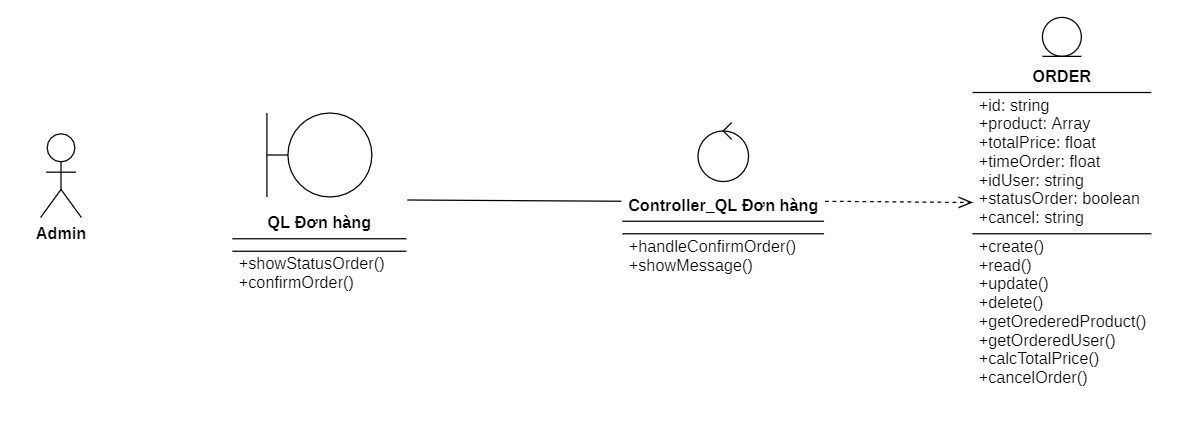 Admin
QL Đơn hàng
+showStatusOrder()
+confirmOrder()
Controller_QL Đơn hàng
+handleConfirmOrder()
+showMessage()
ORDER
+id: string
+product: Array
+totalPrice: float
+timeOrder: float
+idUser: string
+statusOrder: boolean
+cancel: string
+create()
+read()
+update()
+delete()
+getOrederedProduct()
+getOrderedUser()
+calcTotalPrice()
+cancelOrder()